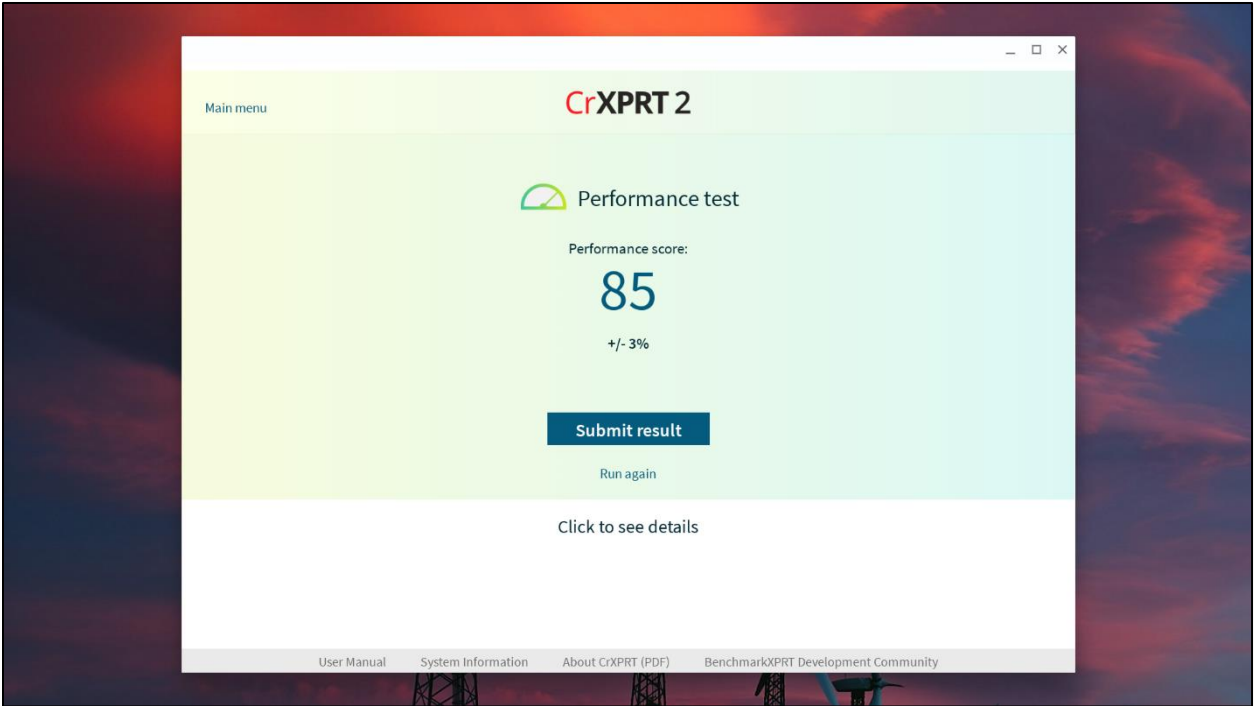 Main menu
CrXPRT 2
Performance test
Performance score:
85
+/- 3%
Submit result
Run again
Click to see details
User Manual System Information About CrXPRT (PDF) BenchmarkXPRT Development Community